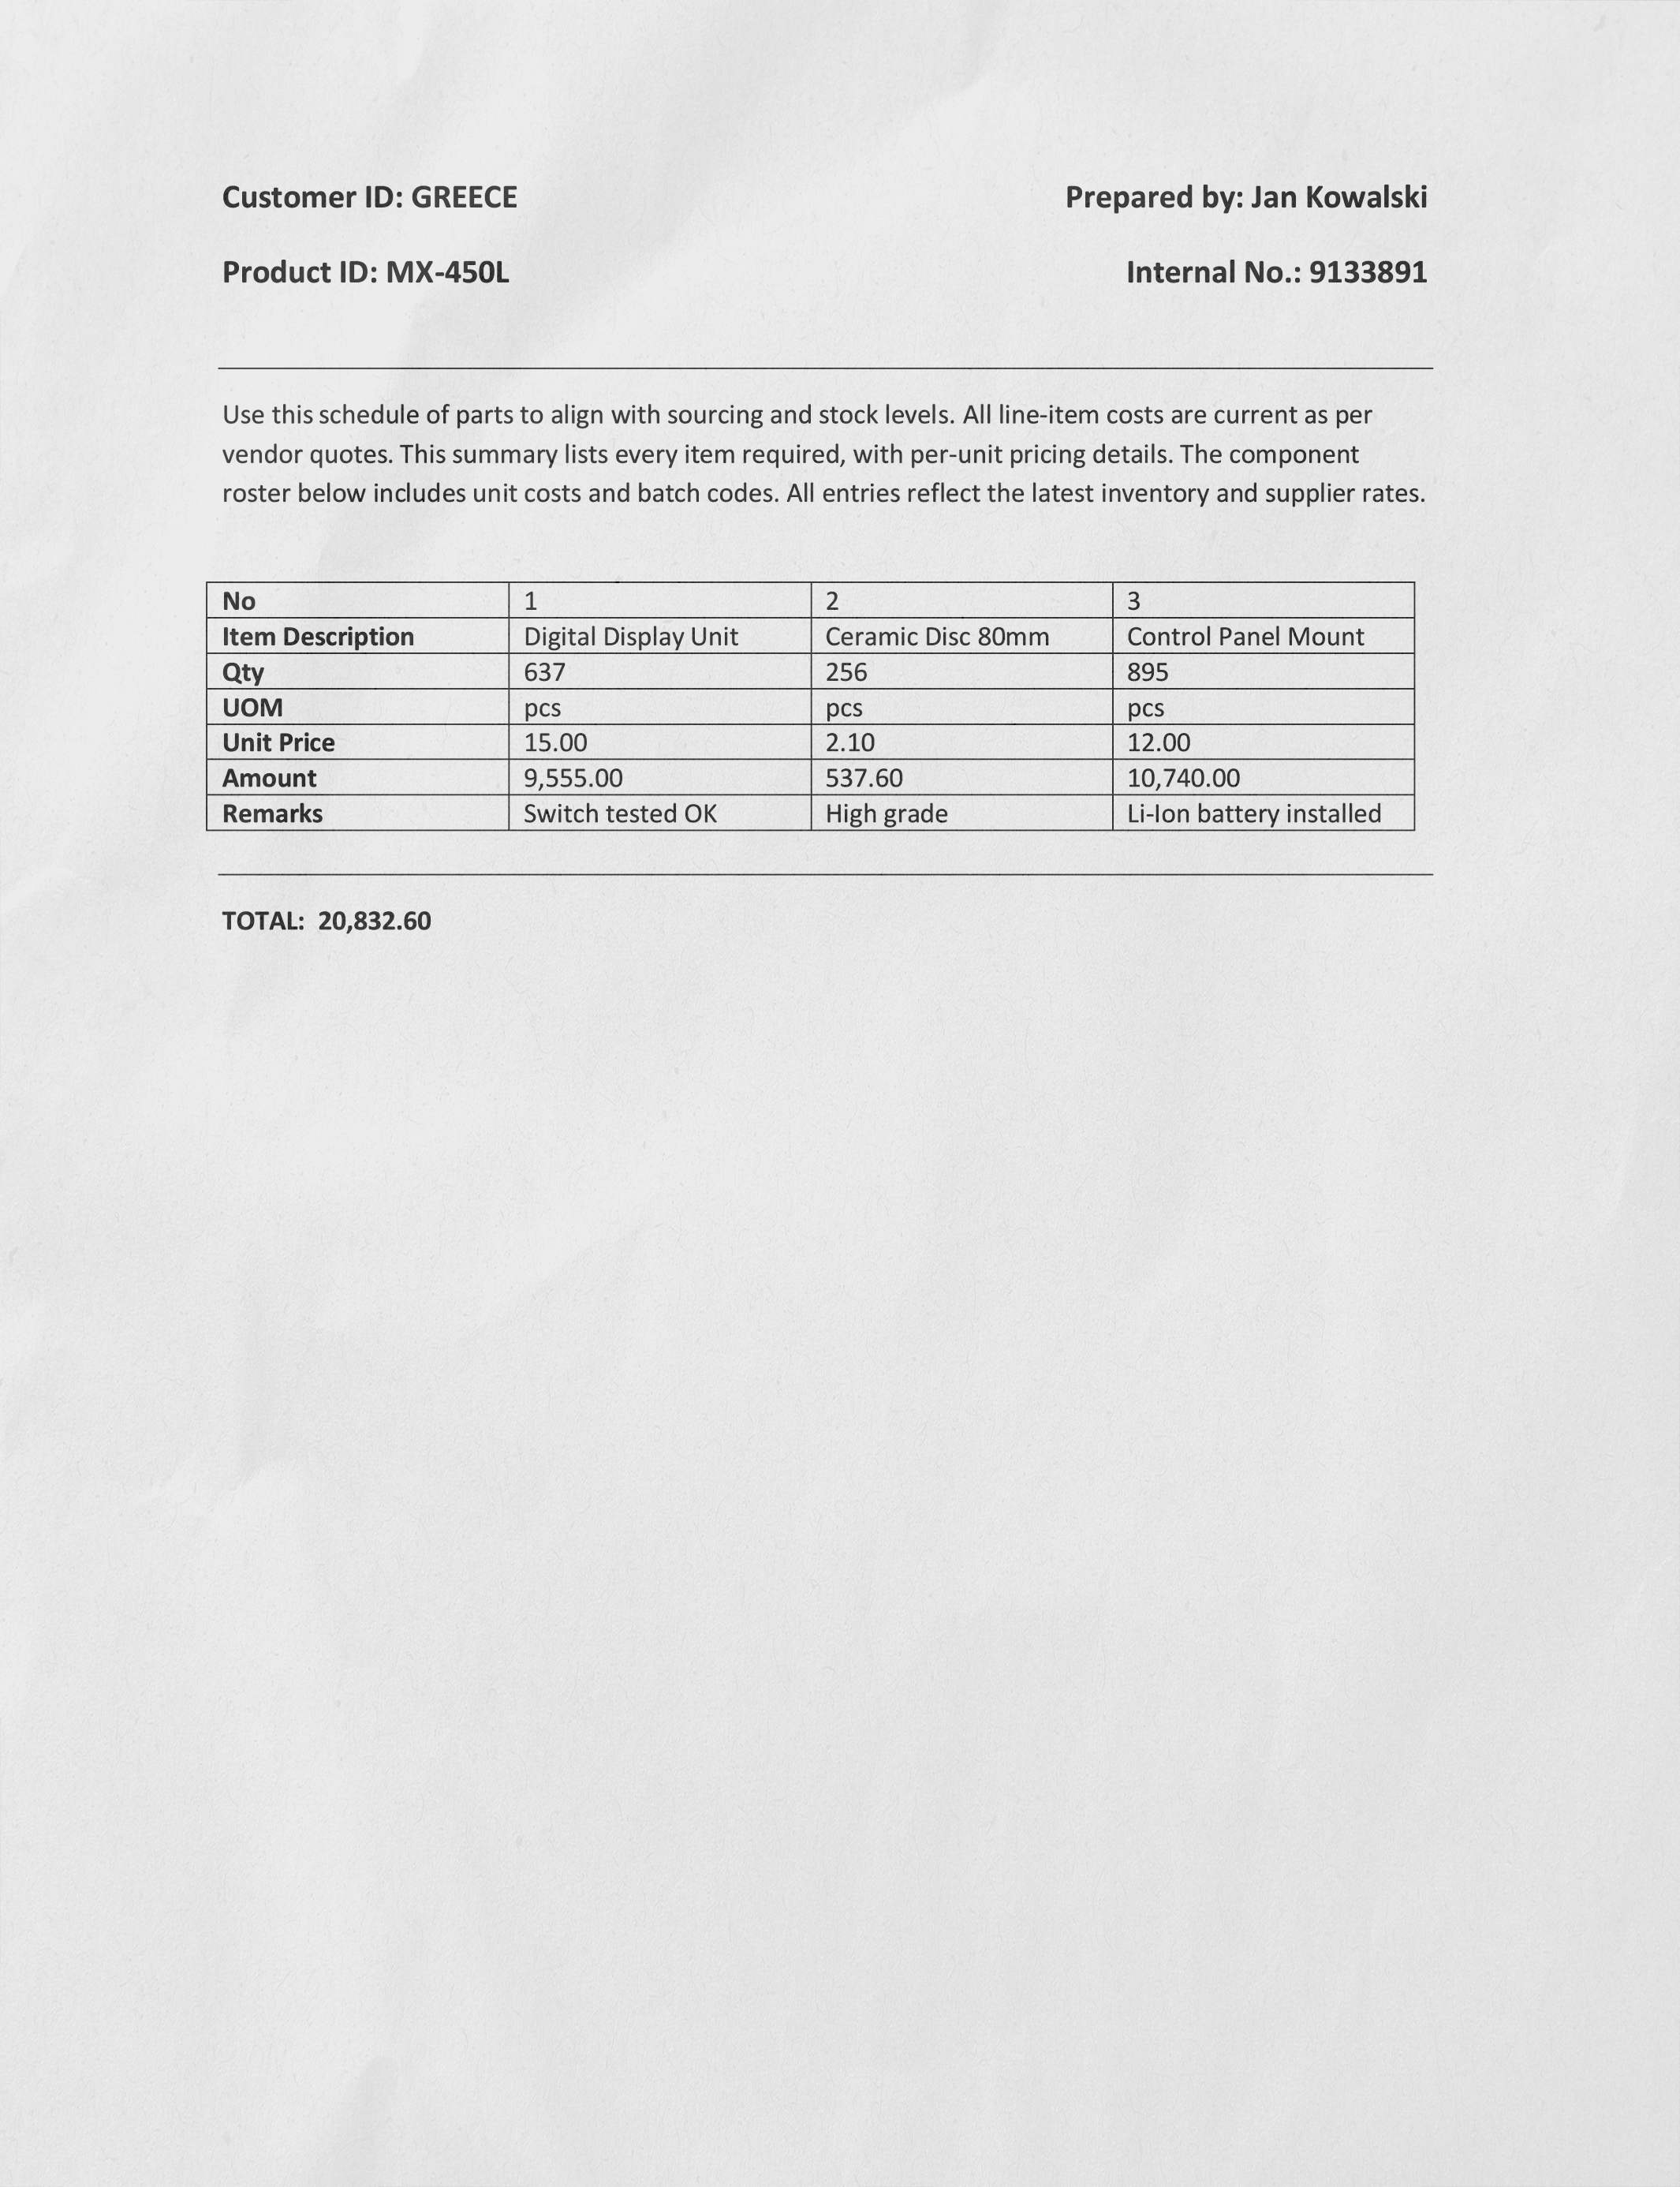 Customer ID: GREECE Prepared by: Jan Kowalski
Product ID: MX-450L Internal No.: 9133891
Use this schedule of parts to align with sourcing and stock levels. All line-item costs are current as per
vendor quotes. This summary lists every item required, with per-unit pricing details. The component
roster below includes unit costs and batch codes. All entries reflect the latest inventory and supplier rates.
No 1 2 3
Item Description Digital Display Unit Ceramic Disc 80mm Control Panel Mount
Qty 637 256 895
UOM pcs pcs pcs
Unit Price 15.00 2.10 12.00
Amount 9,555.00 537.60 10,740.00
Remarks Switch tested OK High grade Li-Ion battery installed
TOTAL: 20,832.60